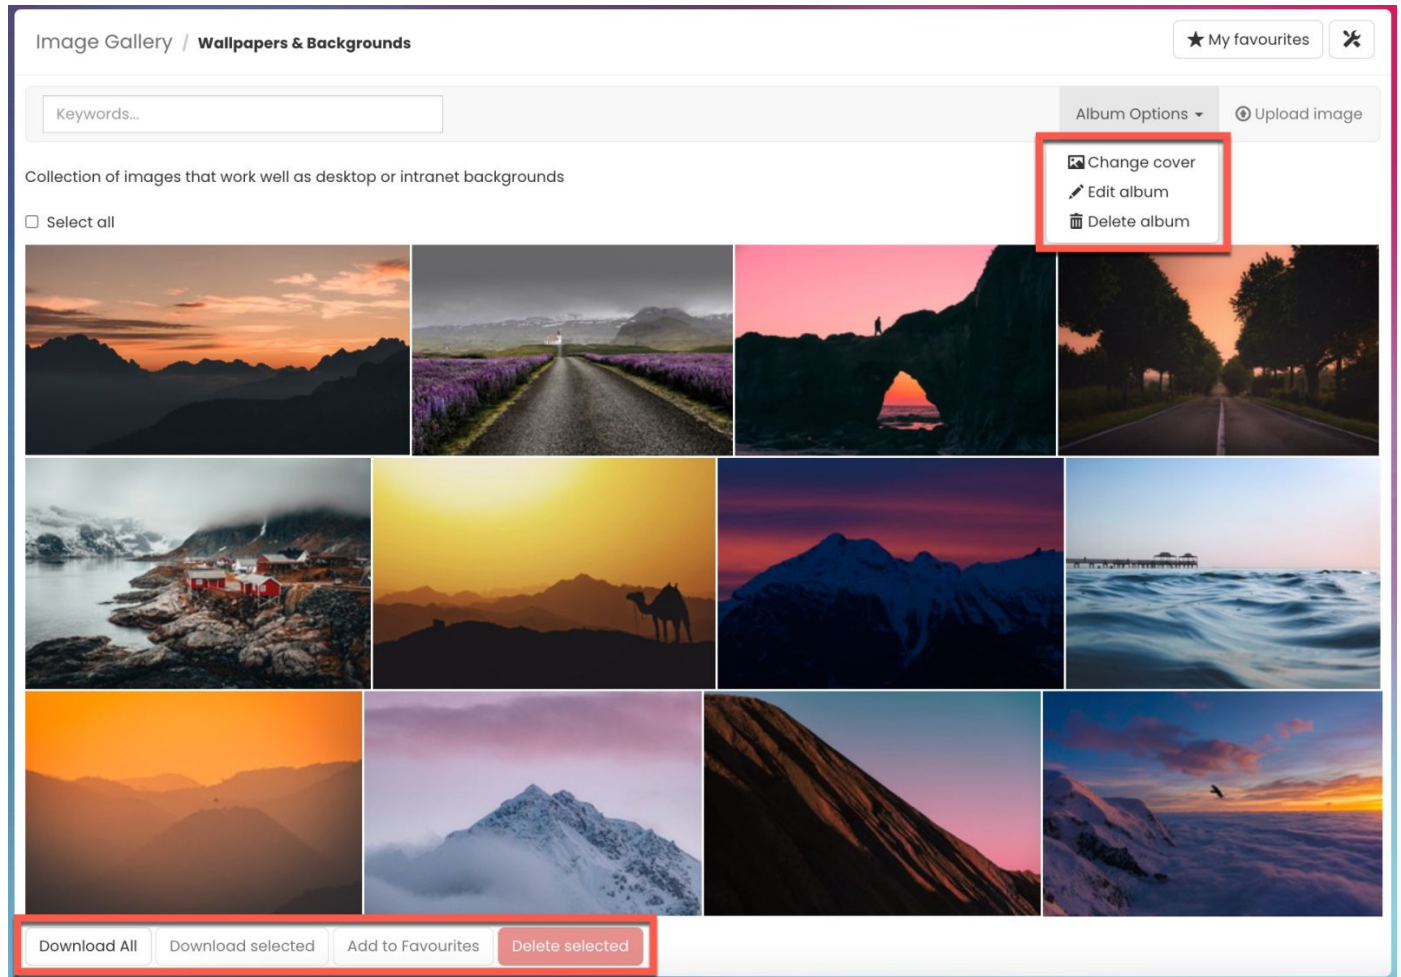 Image Gallery / Wallpapers & Backgrounds
My favourites
Keywords...
Album Options
Upload image
Change cover
Edit album
Delete album
Collection of images that work well as desktop or intranet backgrounds
Select all
Download All
Download selected
Add to Favourites
Delete selected